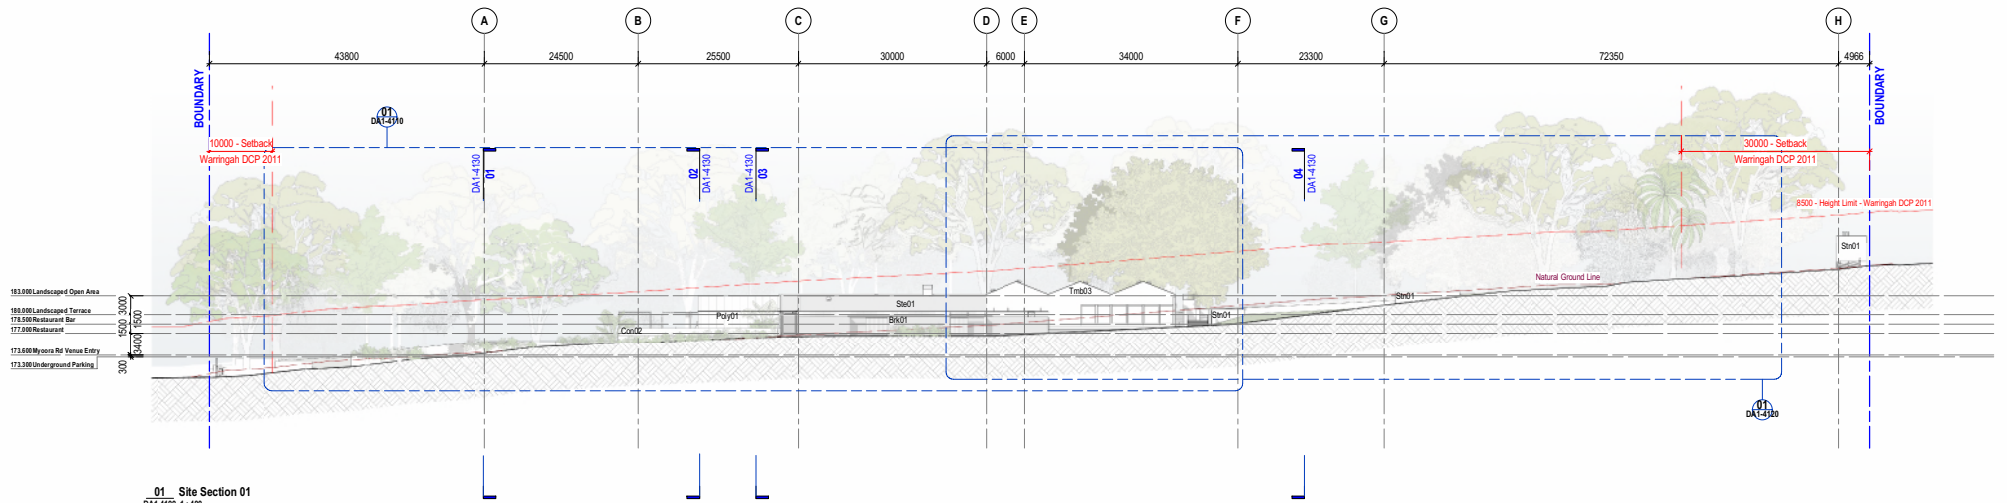 A B C D E F G H
43800 24500 25500 30000 6000 34000 23300 72350 4966
BOUNDARY
BOUNDARY
01
DA1-4110
10000 - Setback
Warringah DCP 2011
30000 - Setback
Warringah DCP 2011
DA1-4130
01
02
DA1-4130
DA1-4130
03
04
DA1-4130
8500 - Height Limit - Warringah DCP 2011
Stn01
Natural Ground Line
Stn01
Tmb03
Ste01
Stn01
Poly01
Brk01
Con02
183.000 Landscaped Open Area
180.000 Landscaped Terrace
178.500 Restaurant Bar
177.000 Restaurant
173.600 Myoora Rd Venue Entry
173.300 Underground Parking
3000
1500
1500
3400
300
01
DA1-4120
01 Site Section 01